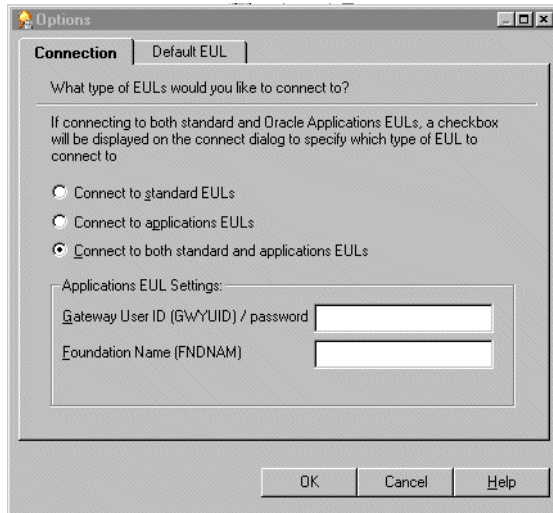 Options
Connection
Default EUL
What type of EULs would you like to connect to?
If connecting to both standard and Oracle Applications EULs, a checkbox
will be displayed on the connect dialog to specify which type of EUL to
connect to
Connect to standard EULs
Connect to applications EULs
Connect to both standard and applications EULs
Applications EUL Settings:
Gateway User ID (GWYUID) / password
Foundation Name (FNDNAM)
OK
Cancel
Help